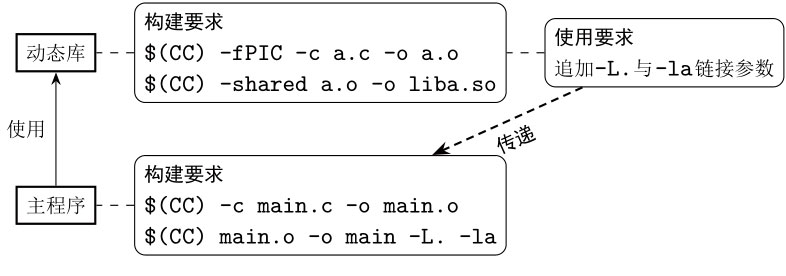 动态库
构建要求
$(CC) -fPIC -c a.c -o a.o
$(CC) -shared a.o -o liba.so
使用要求
追加-L.与-la链接参数
使用
传递
主程序
构建要求
$(CC) -c main.c -o main.o
$(CC) main.o -o main -L. -la